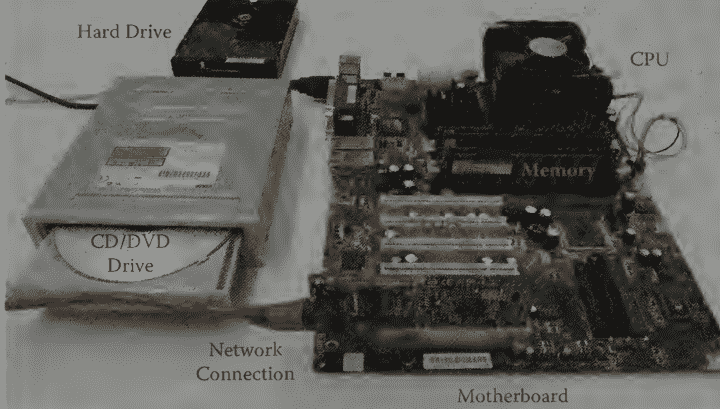 Hard Drive
CPU
Memory
CD/DVD
Drive
Network
Connection
Motherboard